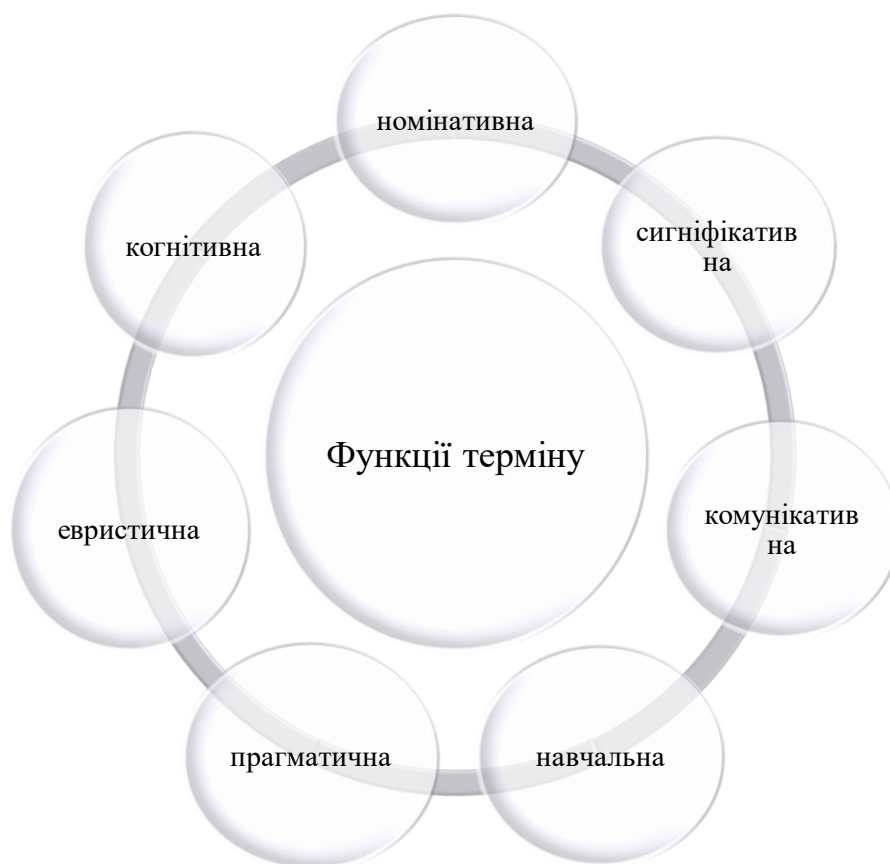 номінативна
сигніфікатив
на
комунікатив
на
навчальна
прагматична
евристична
когнітивна
Функції терміну